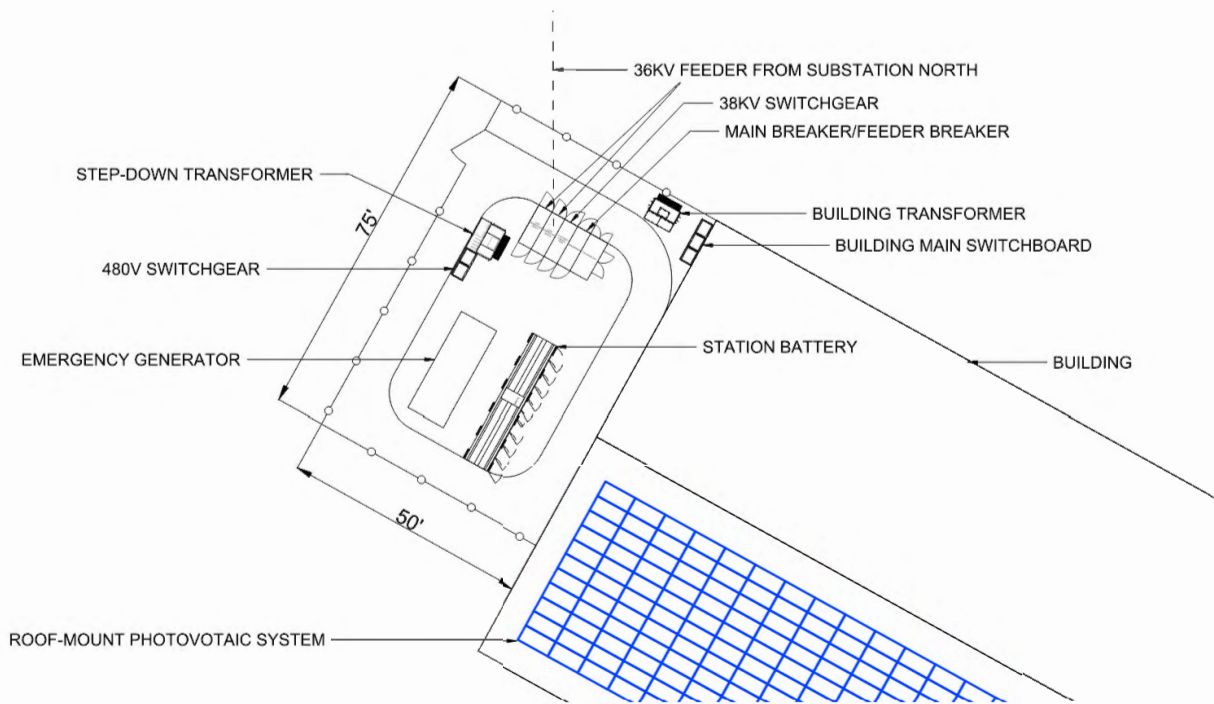 36KV FEEDER FROM SUBSTATION NORTH
38KV SWITCHGEAR
MAIN BREAKER/FEEDER BREAKER
STEP-DOWN TRANSFORMER
BUILDING TRANSFORMER
75'
BUILDING MAIN SWITCHBOARD
480V SWITCHGEAR
STATION BATTERY
EMERGENCY GENERATOR
BUILDING
50'
ROOF-MOUNT PHOTOVOTAIC SYSTEM